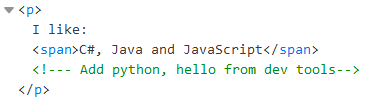 <p>
I like:
<span>C#, Java and JavaScript</span>
<!--- Add python, hello from dev tools-->
</p>